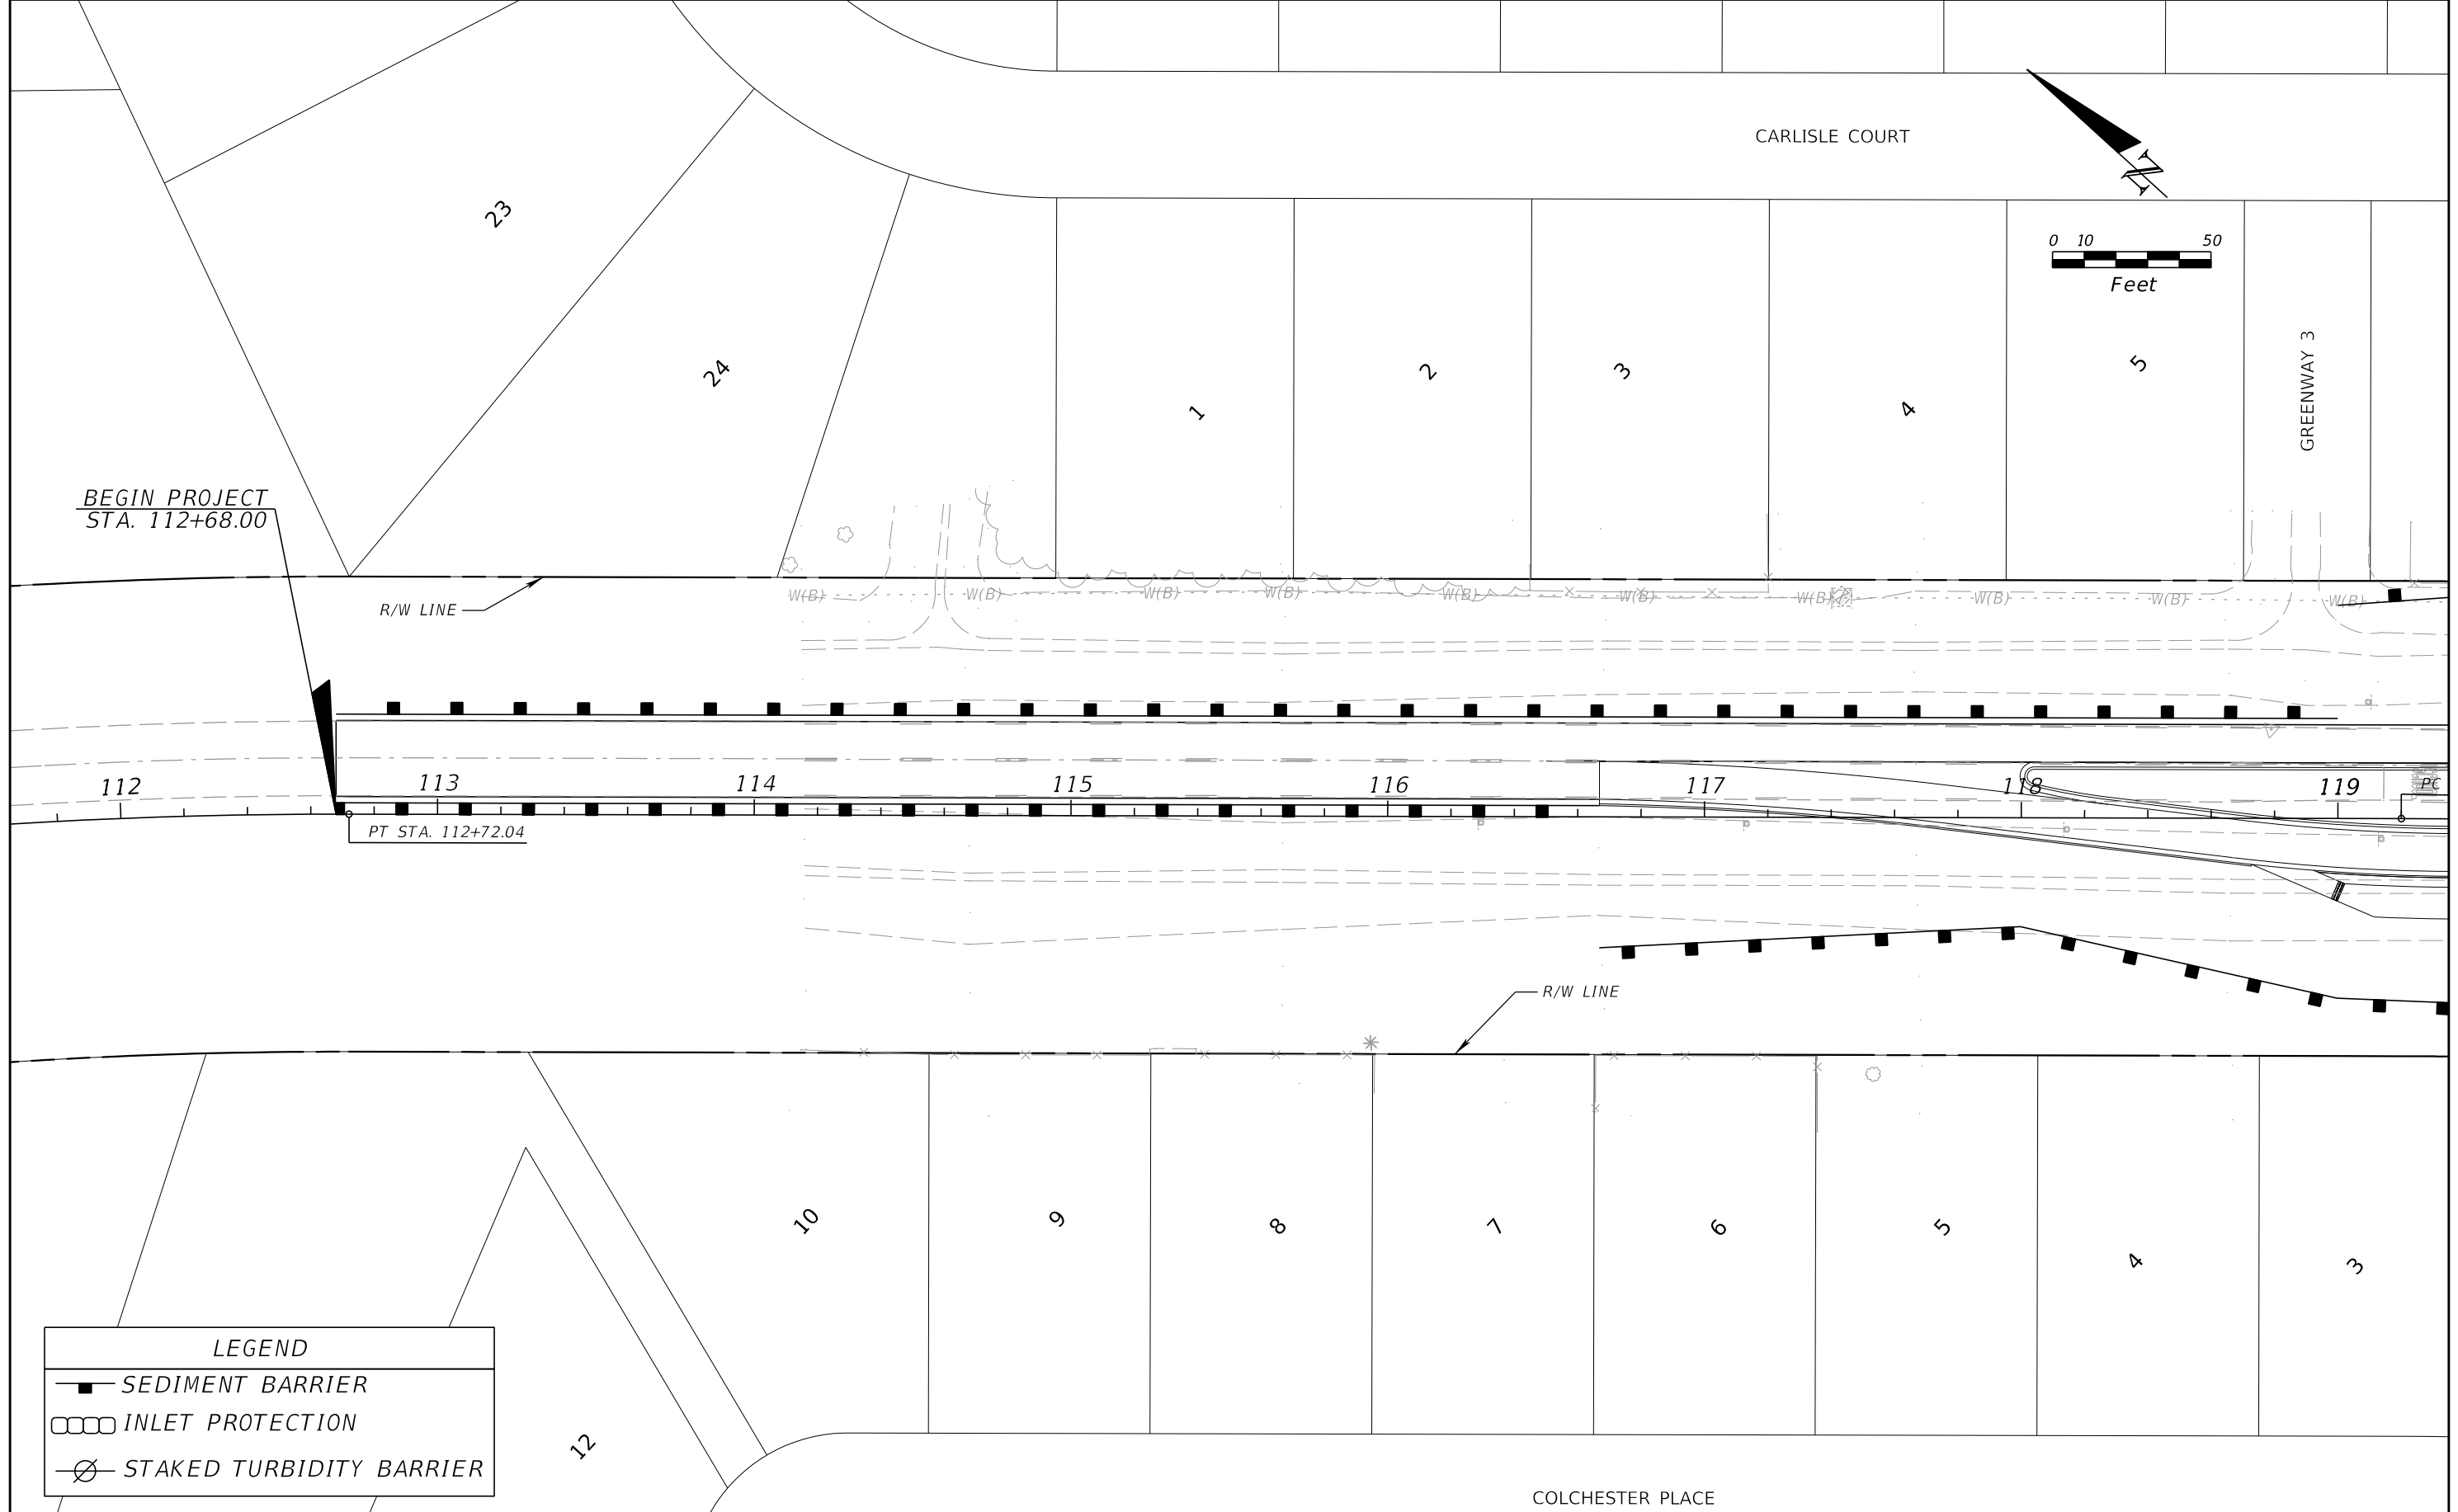 CARLISLE COURT
N
0 10 50
Feet
23
24
1
2
3
4
5
GREENWAY 3
BEGIN PROJECT
STA. 112+68.00
R/W LINE
W(B) W(B) W(B) W(B) W(B) W(B) W(B) W(B) W(B) W(B)
112 113 114 115 116 117 118 119
PC
PT STA. 112+72.04
R/W LINE
10
9
8
7
6
5
4
3
12
LEGEND
SEDIMENT BARRIER
INLET PROTECTION
STAKED TURBIDITY BARRIER
COLCHESTER PLACE